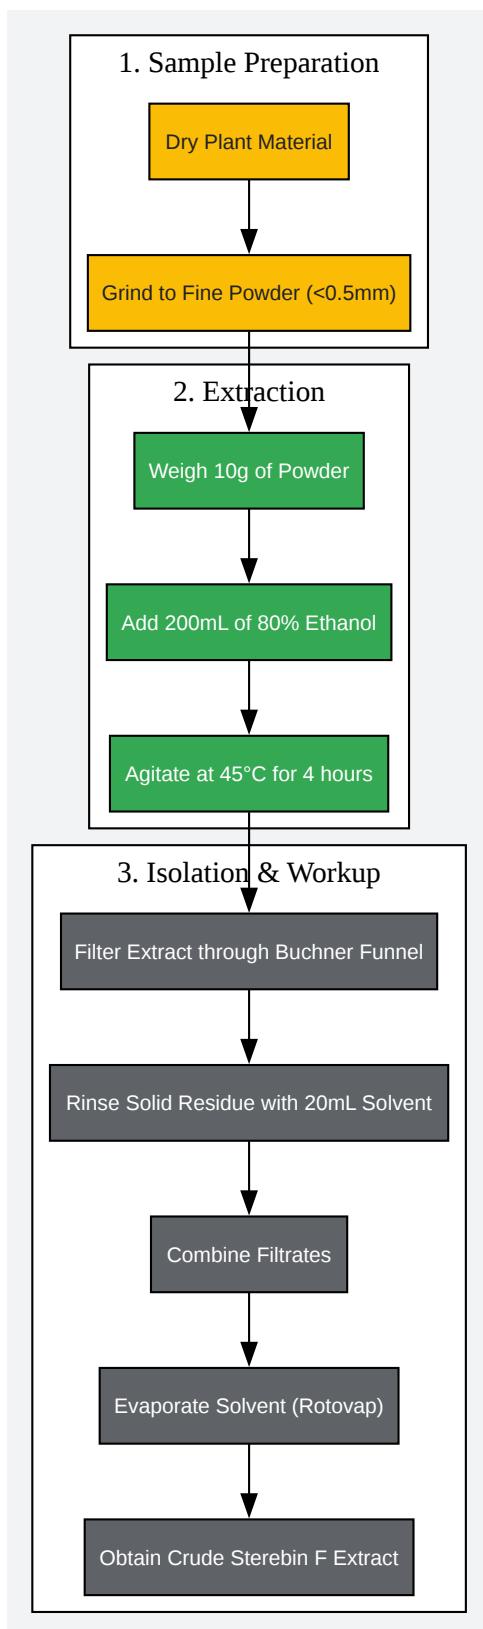 1. Sample Preparation
Dry Plant Material
Grind to Fine Powder (<0.5mm)
2. Extraction
Weigh 10g of Powder
Add 200mL of 80% Ethanol
Agitate at 45°C for 4 hours
3. Isolation & Workup
Filter Extract through Buchner Funnel
Rinse Solid Residue with 20mL Solvent
Combine Filtrates
Evaporate Solvent (Rotovap)
Obtain Crude Sterebin F Extract